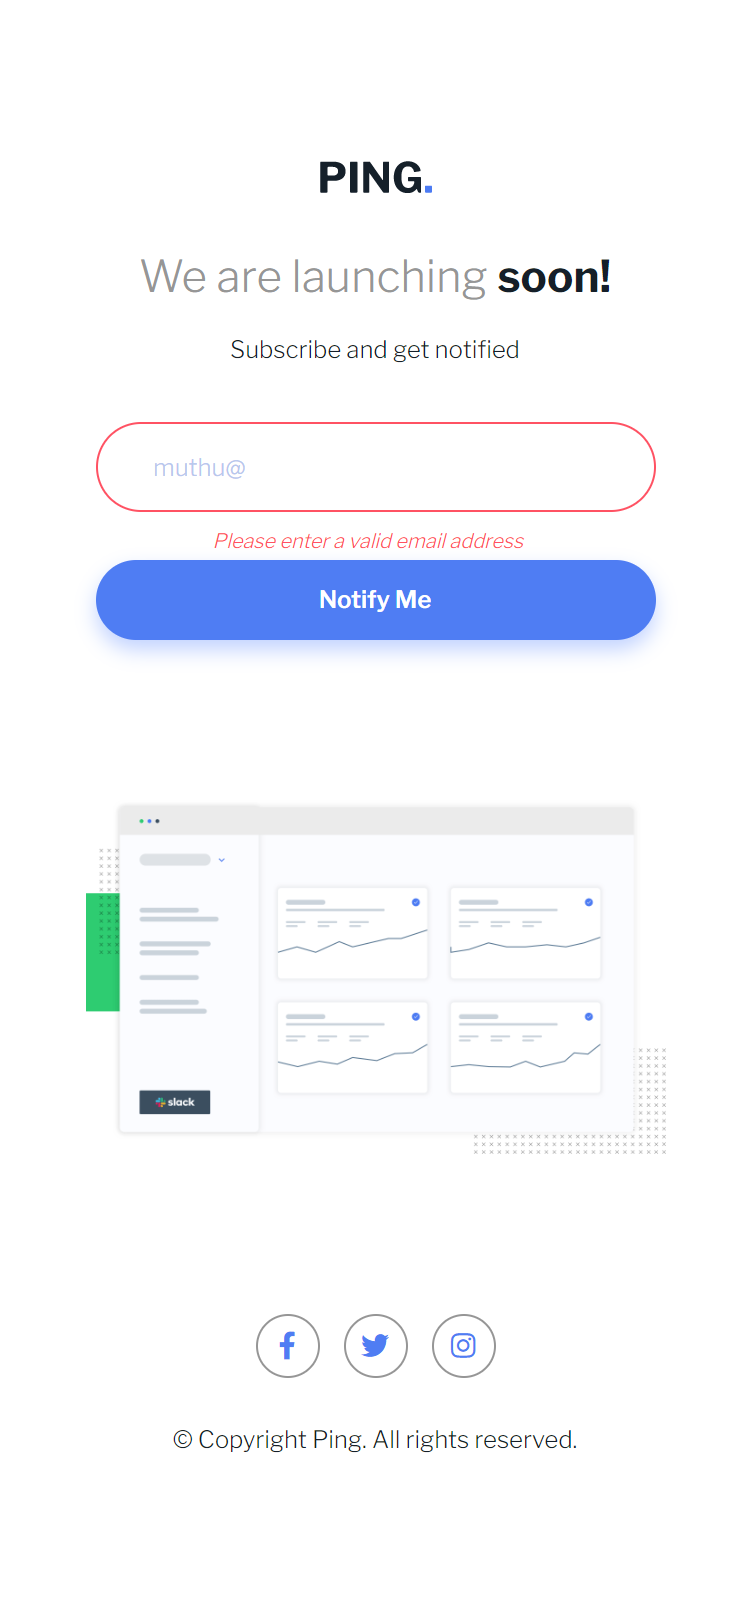 PING.
We are launching soon!
Subscribe and get notified
muthu@
Please enter a valid email address
Notify Me
slack
© Copyright Ping. All rights reserved.